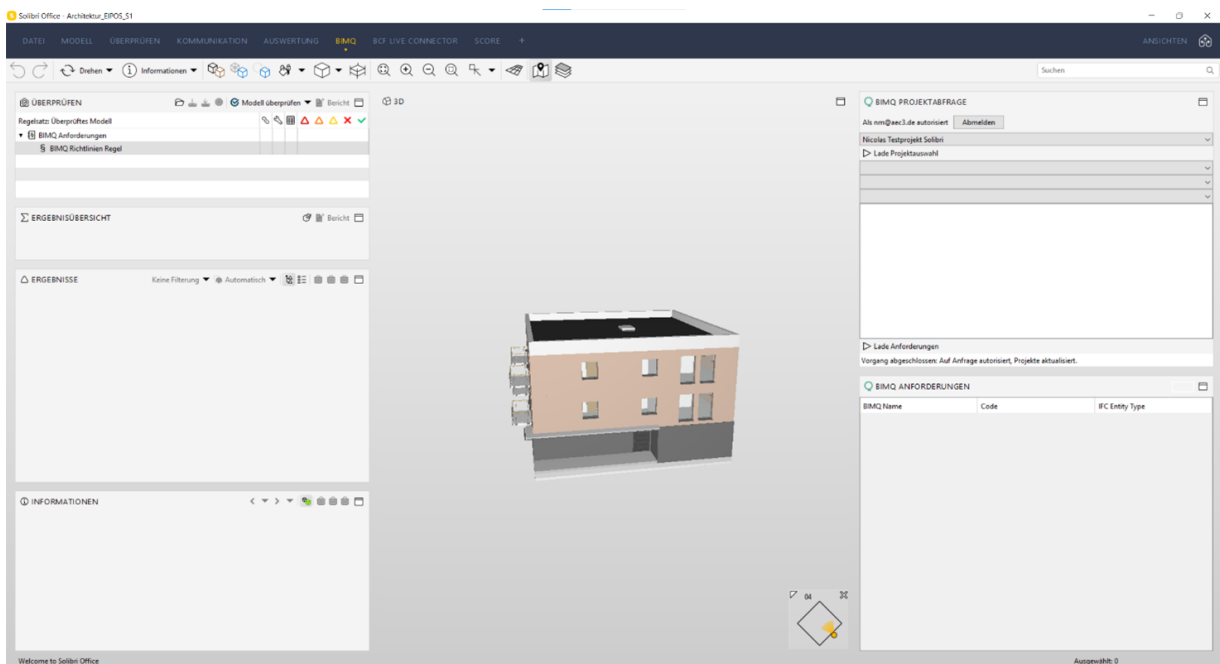 Solibri Office - Architektur_EIPOS_S1
DATEI MODELL ÜBERPRÜFEN KOMMUNIKATION AUSWERTUNG BIMQ BCF LIVE CONNECTOR SCORE + ANSICHTEN
Drehen Informationen Suchen
ÜBERPRÜFEN Modell überprüfen Bericht
Regelsatz: Überprüftes Modell
BIMQ Anforderungen
§ BIMQ Richtlinien Regel
ERGEBNISÜBERSICHT Bericht
ERGEBNISSE Keine Filterung Automatisch
INFORMATIONEN
3D
04
BIMQ PROJEKTABFRAGE
Als nm@aec3.de autorisiert Abmelden
Nicolas Testprojekt Solibri
Lade Projektauswahl
Lade Anforderungen
Vorgang abgeschlossen: Auf Anfrage autorisiert, Projekte aktualisiert.
BIMQ ANFORDERUNGEN
BIMQ Name Code IFC Entity Type
Welcome to Solibri Office Ausgewählt: 0